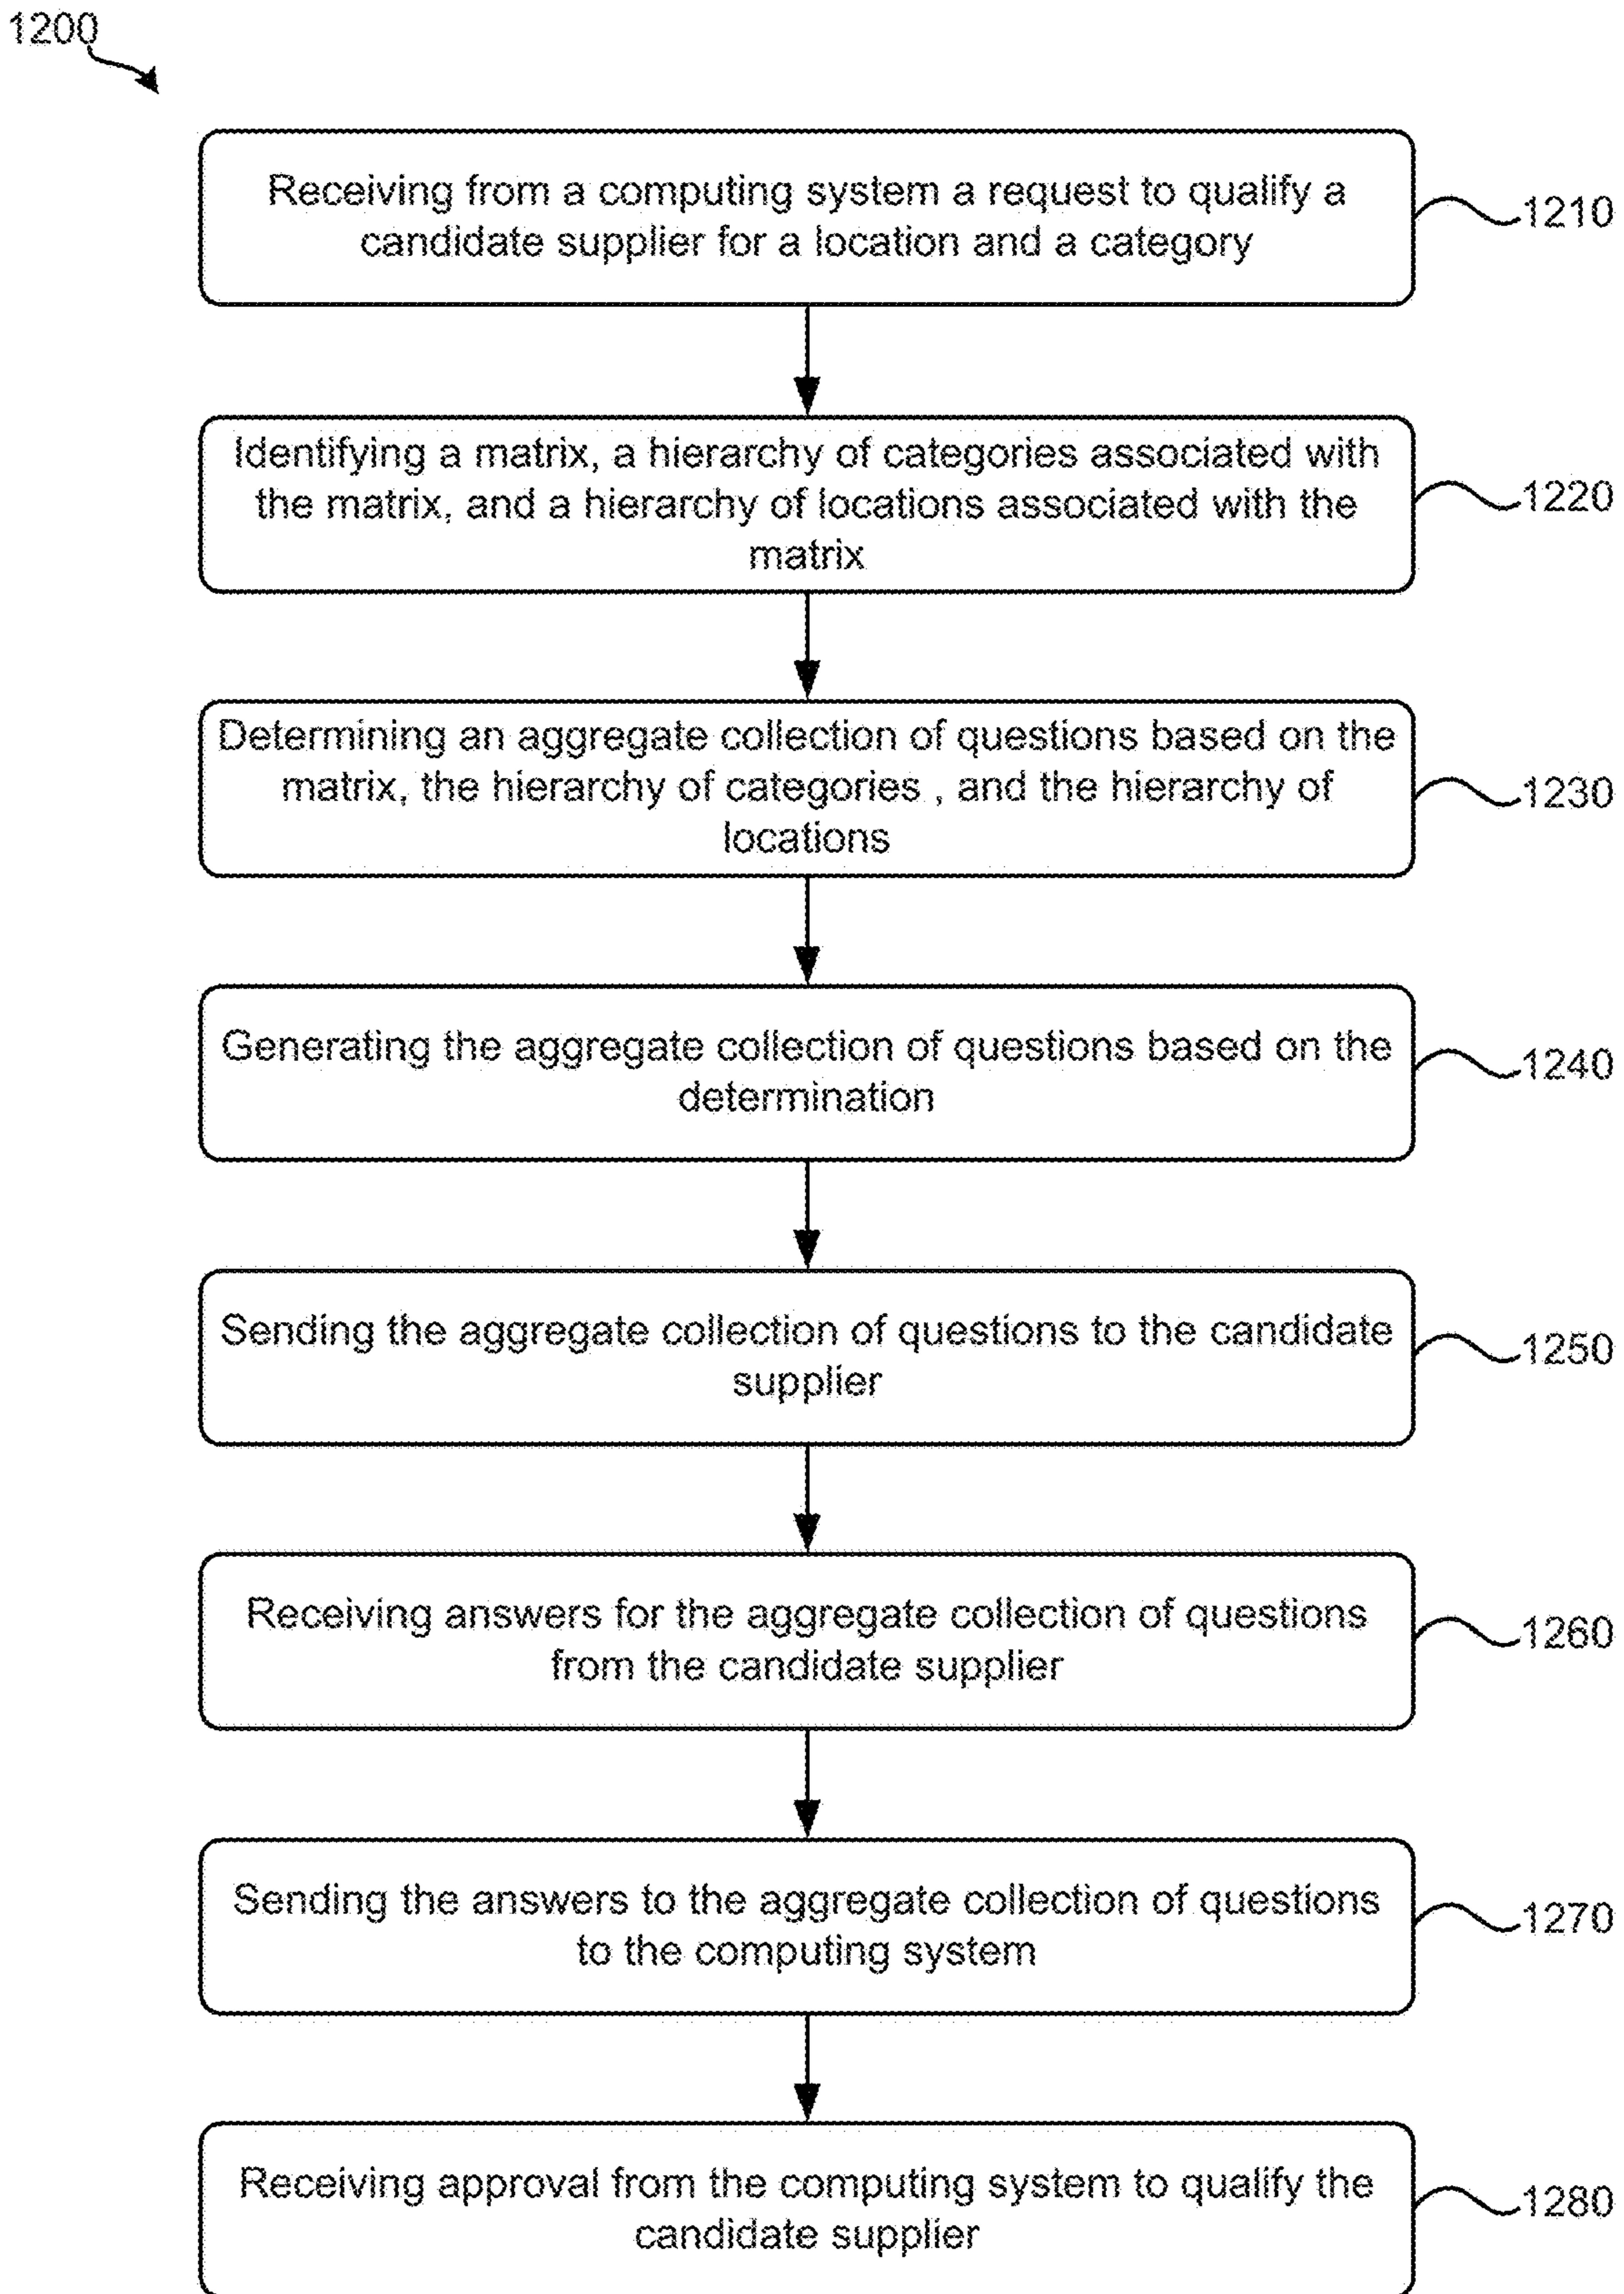 1200
Receiving from a computing system a request to qualify a
candidate supplier for a location and a category
1210
Identifying a matrix, a hierarchy of categories associated with
the matrix, and a hierarchy of locations associated with the
matrix
1220
Determining an aggregate collection of questions based on the
matrix, the hierarchy of categories , and the hierarchy of
locations
1230
Generating the aggregate collection of questions based on the
determination
1240
Sending the aggregate collection of questions to the candidate
supplier
1250
Receiving answers for the aggregate collection of questions
from the candidate supplier
1260
Sending the answers to the aggregate collection of questions
to the computing system
1270
Receiving approval from the computing system to qualify the
candidate supplier
1280